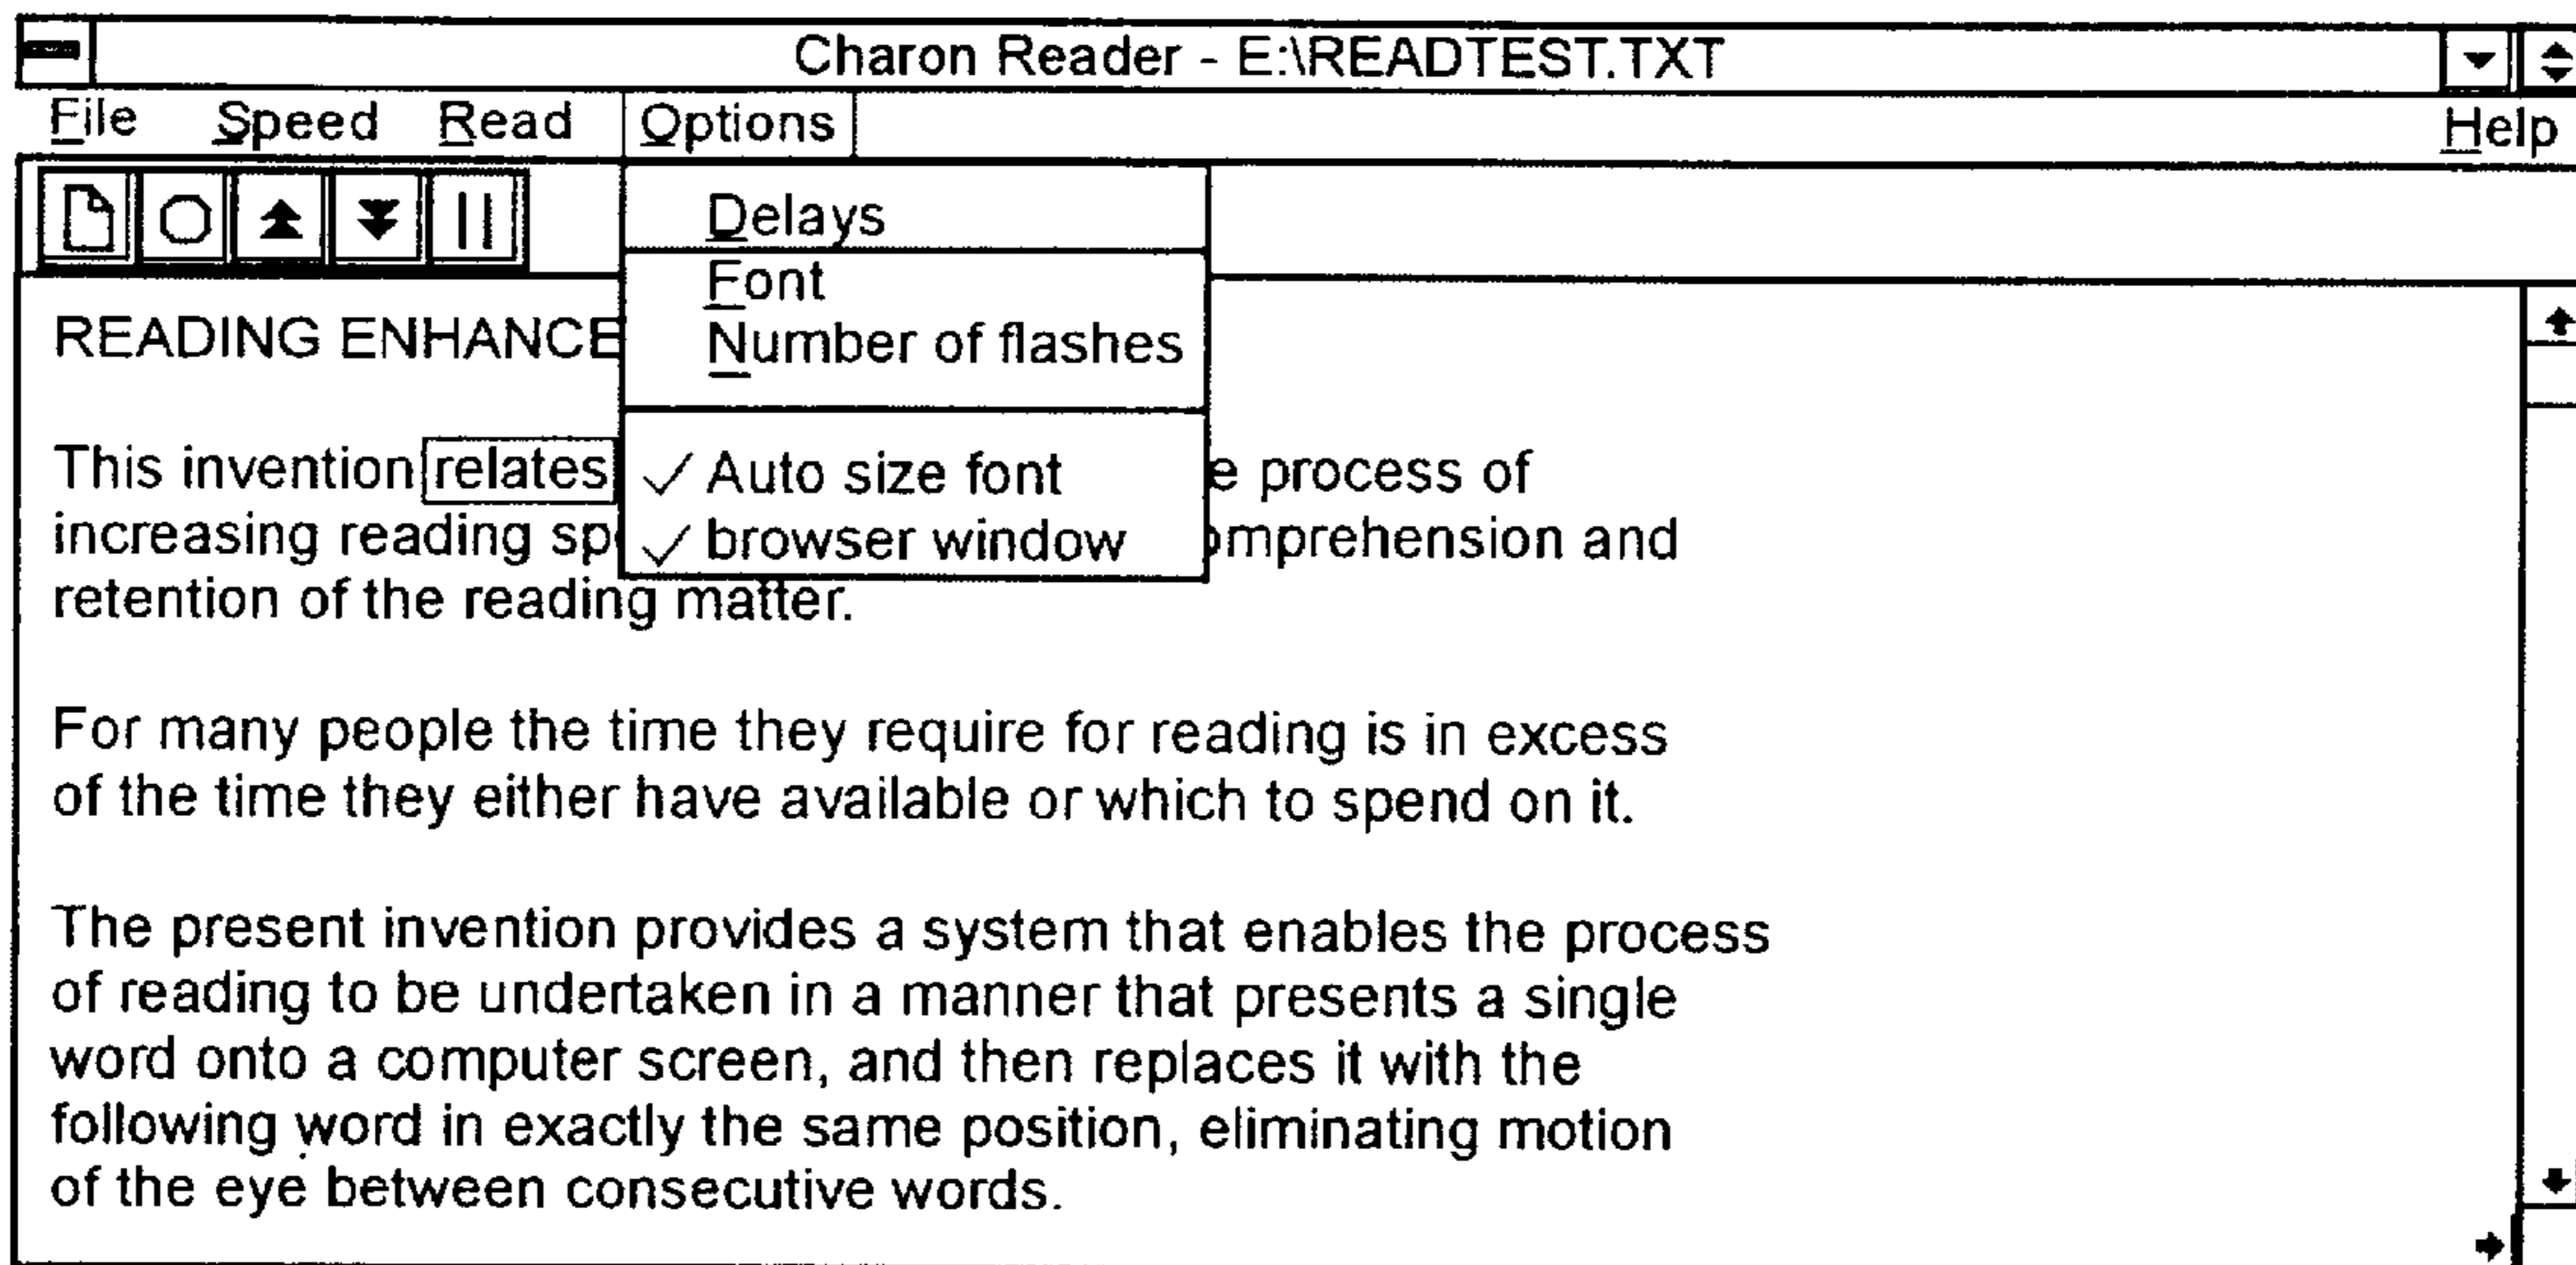 Charon Reader - E:\READTEST.TXT
File Speed Read Options Help
Delays
Font
Number of flashes
Auto size font
browser window
READING ENHANCE
This invention relates e process of
increasing reading sp omprehension and
retention of the reading matter.
For many people the time they require for reading is in excess
of the time they either have available or which to spend on it.
The present invention provides a system that enables the process
of reading to be undertaken in a manner that presents a single
word onto a computer screen, and then replaces it with the
following word in exactly the same position, eliminating motion
of the eye between consecutive words.